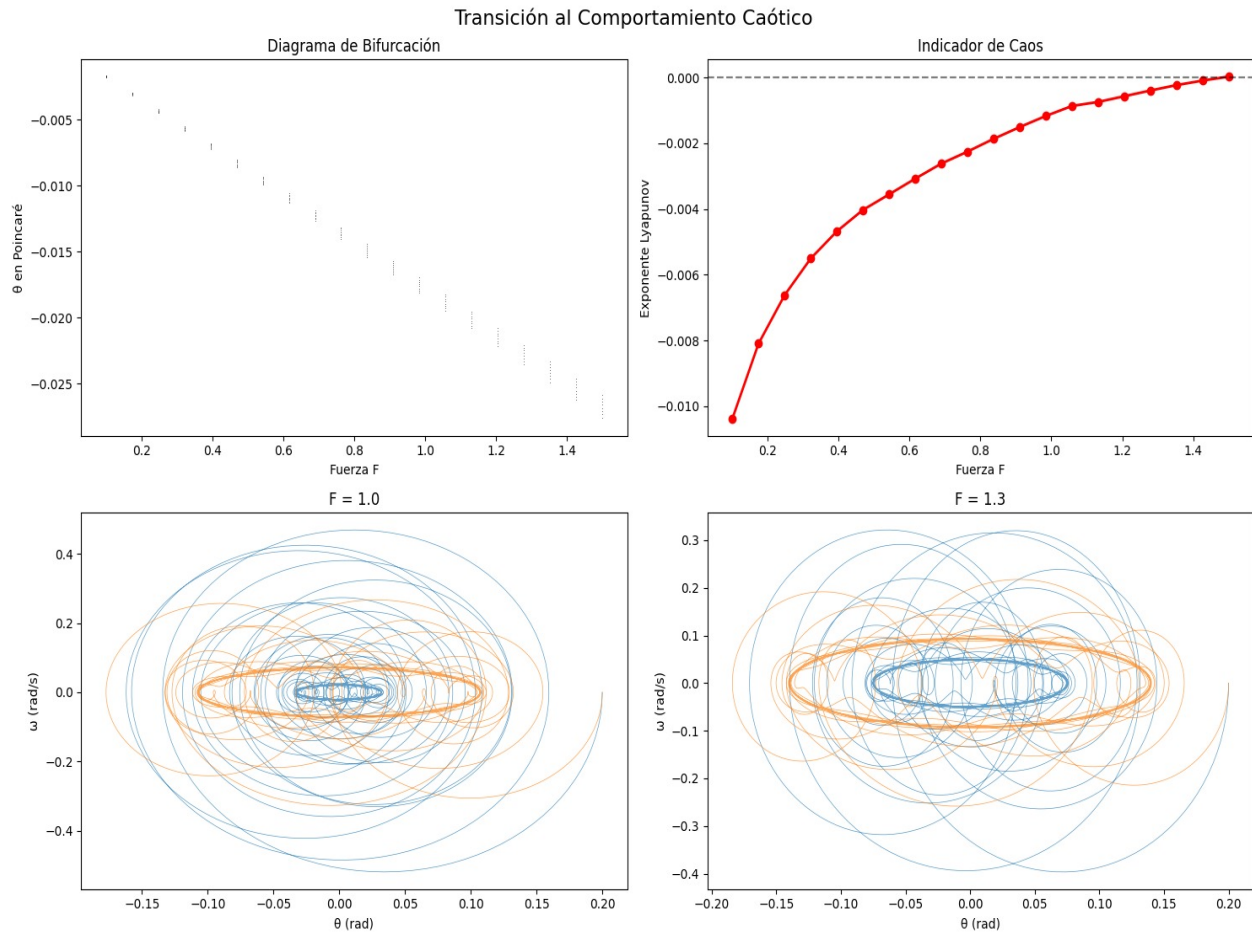 Transición al Comportamiento Caótico
Diagrama de Bifurcación
θ en Poincaré
−0.005
−0.010
−0.015
−0.020
−0.025
0.2 0.4 0.6 0.8 1.0 1.2 1.4
Fuerza F
Indicador de Caos
Exponente Lyapunov
0.000
−0.002
−0.004
−0.006
−0.008
−0.010
0.2 0.4 0.6 0.8 1.0 1.2 1.4
Fuerza F
F = 1.0
ω (rad/s)
0.4
0.2
0.0
−0.2
−0.4
−0.15 −0.10 −0.05 0.00 0.05 0.10 0.15 0.20
θ (rad)
F = 1.3
ω (rad/s)
0.3
0.2
0.1
0.0
−0.1
−0.2
−0.3
−0.4
−0.20 −0.15 −0.10 −0.05 0.00 0.05 0.10 0.15 0.20
θ (rad)